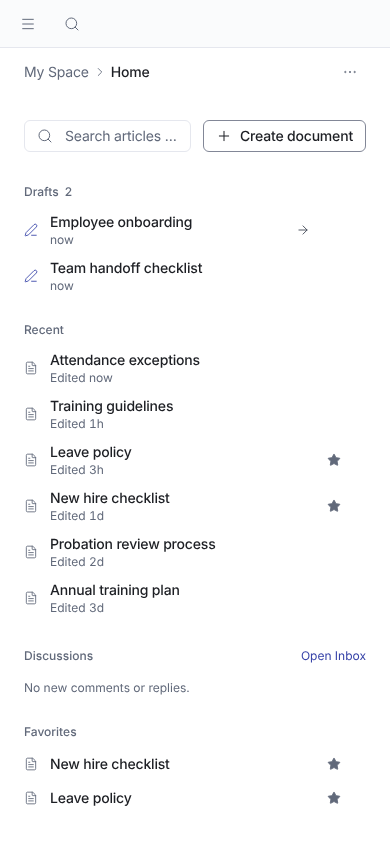 My Space > Home
Search articles ...
Create document
Drafts 2
Employee onboarding
now
Team handoff checklist
now
Recent
Attendance exceptions
Edited now
Training guidelines
Edited 1h
Leave policy
Edited 3h
New hire checklist
Edited 1d
Probation review process
Edited 2d
Annual training plan
Edited 3d
Discussions
Open Inbox
No new comments or replies.
Favorites
New hire checklist
Leave policy